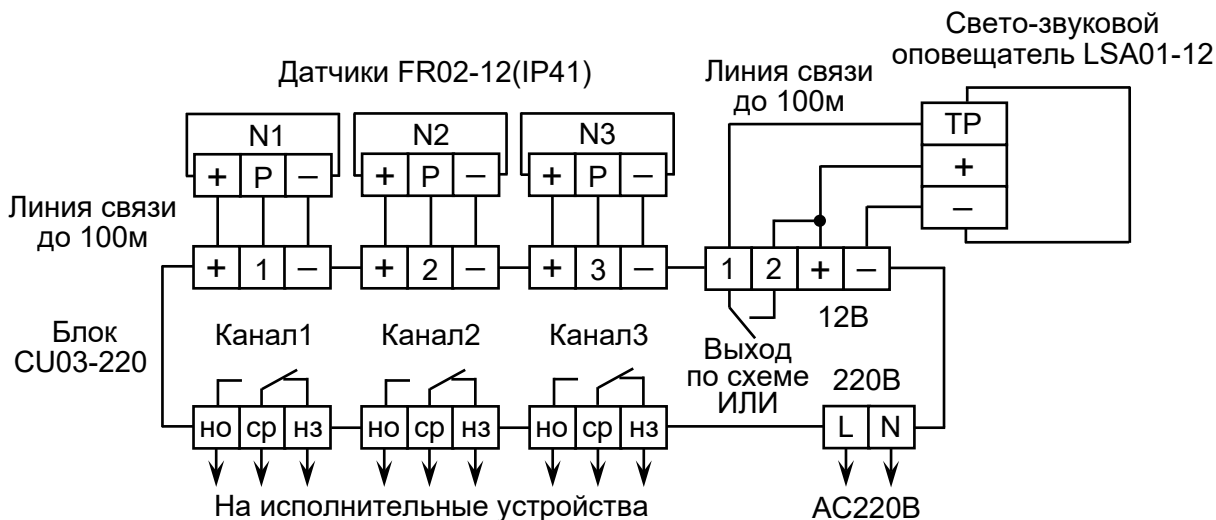 Свето-звуковой
оповещатель LSA01-12
Датчики FR02-12(IP41)
Линия связи
до 100м
TP
+
–
N1
N2
N3
+ P –
+ P –
+ P –
Линия связи
до 100м
+ 1 –
+ 2 –
+ 3 –
1 2 + –
12В
Блок
CU03-220
Канал1
Канал2
Канал3
Выход
по схеме
ИЛИ
220В
но ср нз
но ср нз
но ср нз
L N
На исполнительные устройства
AC220В